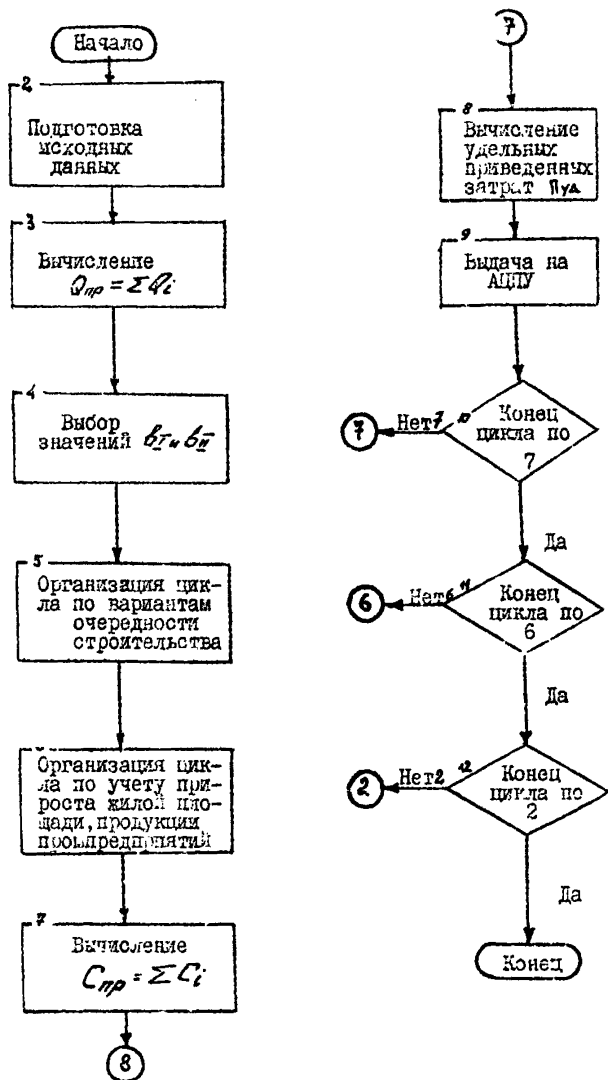 Начало
2
Подготовка
исходных
данных
3
Вычисление
Qпр = ΣQi
4
Выбор
значений вI и вII
5
Организация цик-
ла по вариантам
очередности
строительства
Организация цик-
ла по учету при-
роста жилой пло-
щади, продукции
промпредприятий
7
Вычисление
Cпр = ΣCi
8
7
8
Вычисление
удельных
приведенных
затрат Пуд
9
Выдача на
АЦПУ
7
Нет 7
10
Конец
цикла по
7
Да
6
Нет 6
11
Конец
цикла по
6
Да
2
Нет 2
12
Конец
цикла по
2
Да
Конец